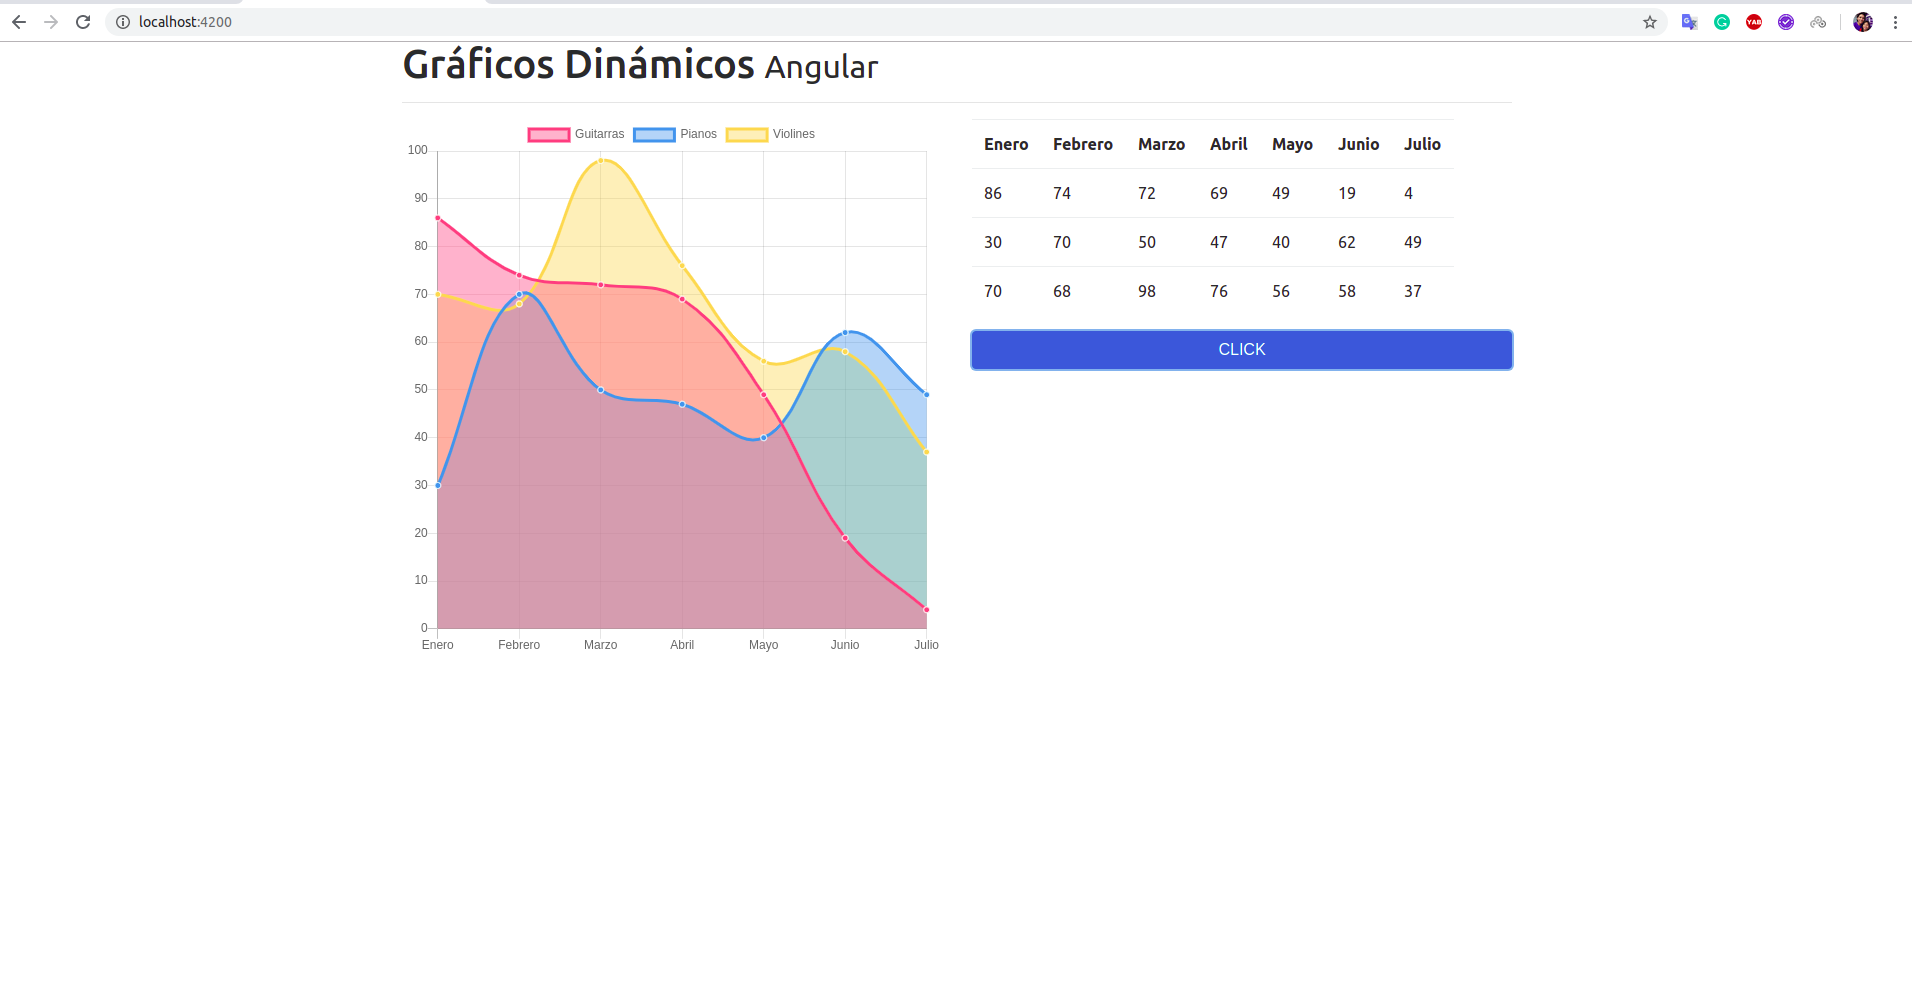 localhost:4200
YAB
Gráficos Dinámicos Angular
Guitarras Pianos Violines
100
90
80
70
60
50
40
30
20
10
0
Enero Febrero Marzo Abril Mayo Junio Julio
Enero Febrero Marzo Abril Mayo Junio Julio
86 74 72 69 49 19 4
30 70 50 47 40 62 49
70 68 98 76 56 58 37
CLICK